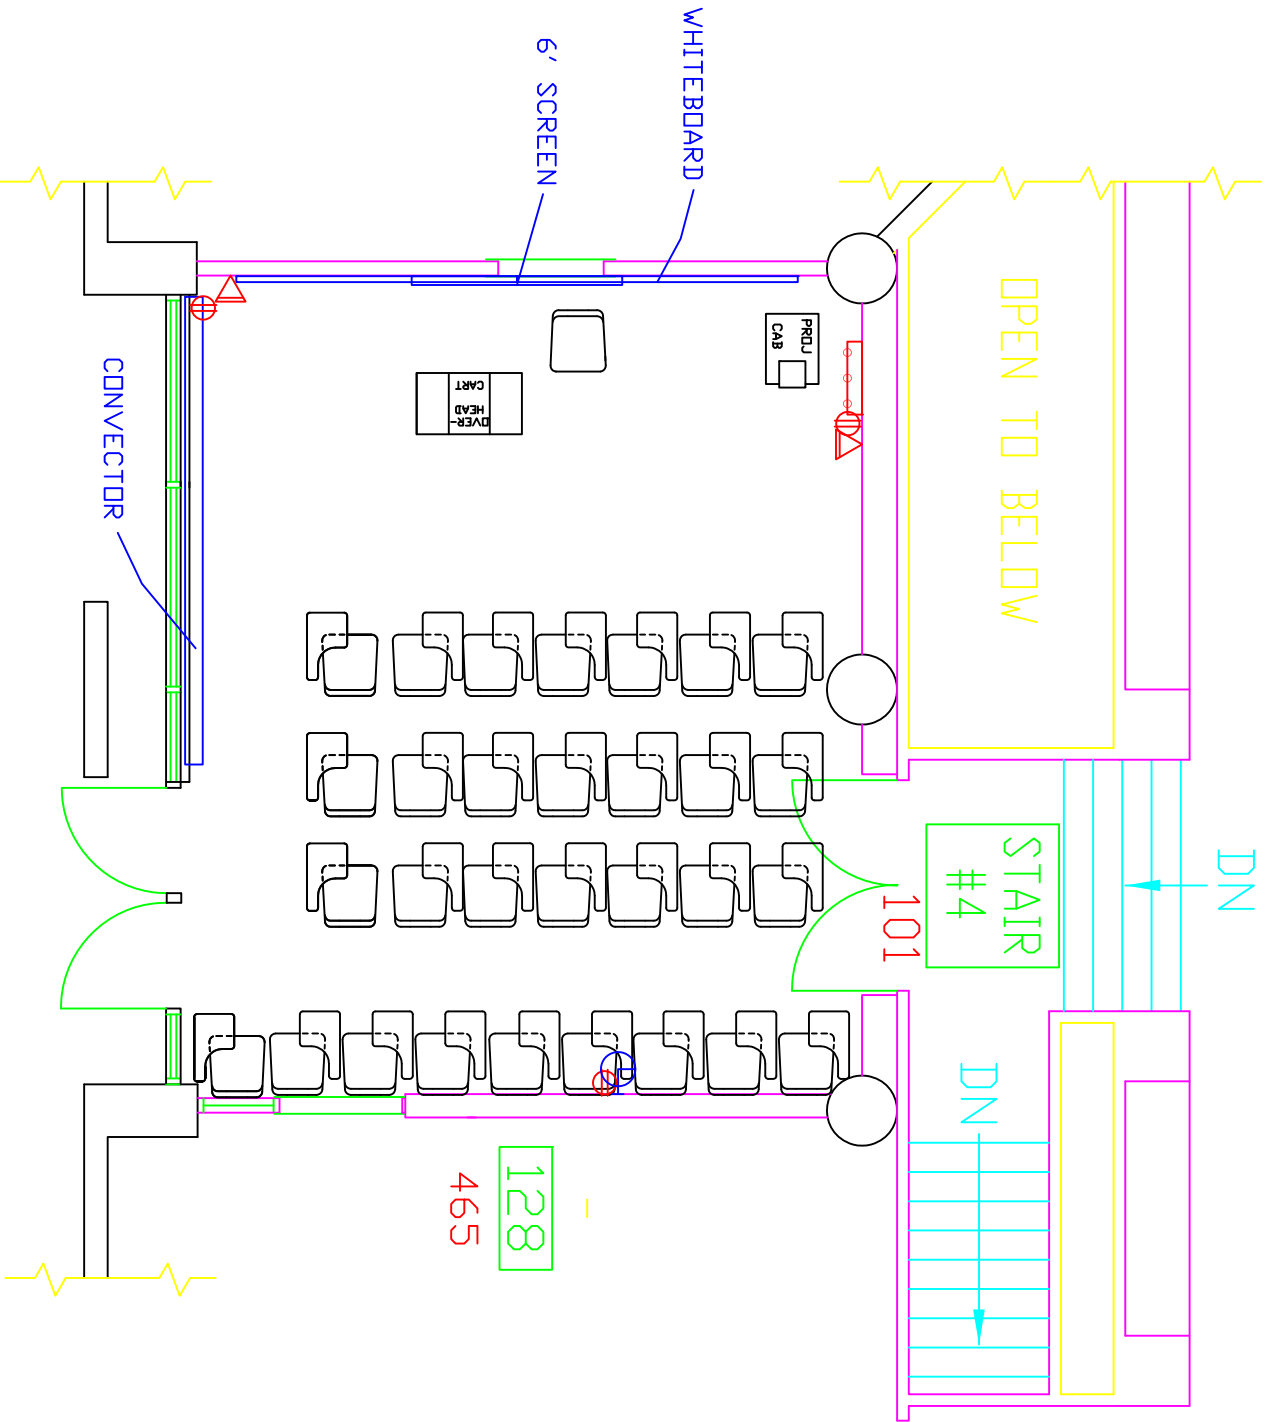 WHITEBOARD
6' SCREEN
PROJ
CAB
OVER-
HEAD
CART
CONVECTOR
OPEN TO BELOW
STAIR
#4
101
DN
DN
128
465